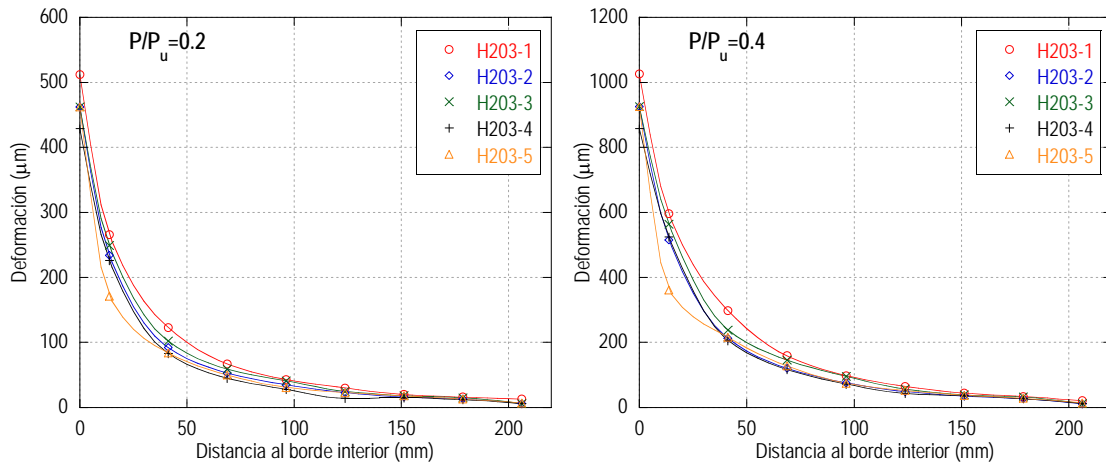 P/Pu=0.2
H203-1
H203-2
H203-3
H203-4
H203-5
600
500
400
300
200
100
0
Deformación (μm)
0 50 100 150 200
Distancia al borde interior (mm)
P/Pu=0.4
H203-1
H203-2
H203-3
H203-4
H203-5
1200
1000
800
600
400
200
0
Deformación (μm)
0 50 100 150 200
Distancia al borde interior (mm)